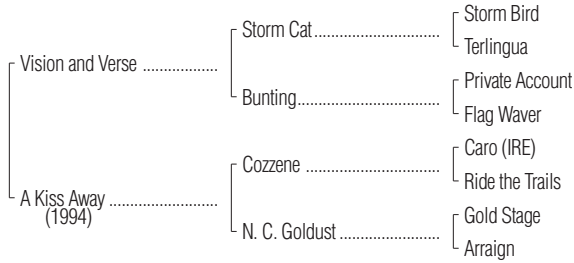 Storm Bird
Storm Cat
Terlingua
Vision and Verse
Private Account
Bunting
Flag Waver
Caro (IRE)
Cozzene
Ride the Trails
A Kiss Away
(1994)
Gold Stage
N. C. Goldust
Arraign